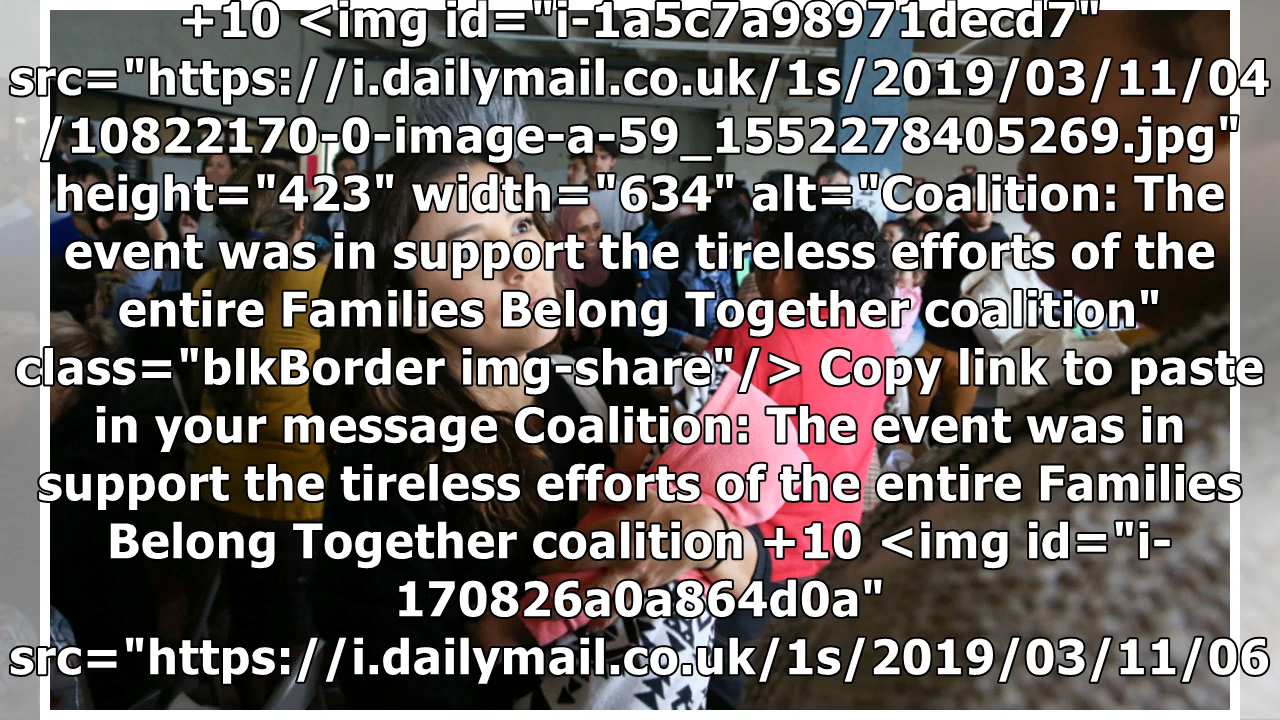 +10 <img id="i-1a5c7a98971decd7"
src="https://i.dailymail.co.uk/1s/2019/03/11/04
/10822170-0-image-a-59_1552278405269.jpg"
height="423" width="634" alt="Coalition: The
event was in support the tireless efforts of the
entire Families Belong Together coalition"
class="blkBorder img-share"/> Copy link to paste
in your message Coalition: The event was in
support the tireless efforts of the entire Families
Belong Together coalition +10 <img id="i-
170826a0a864d0a"
src="https://i.dailymail.co.uk/1s/2019/03/11/06